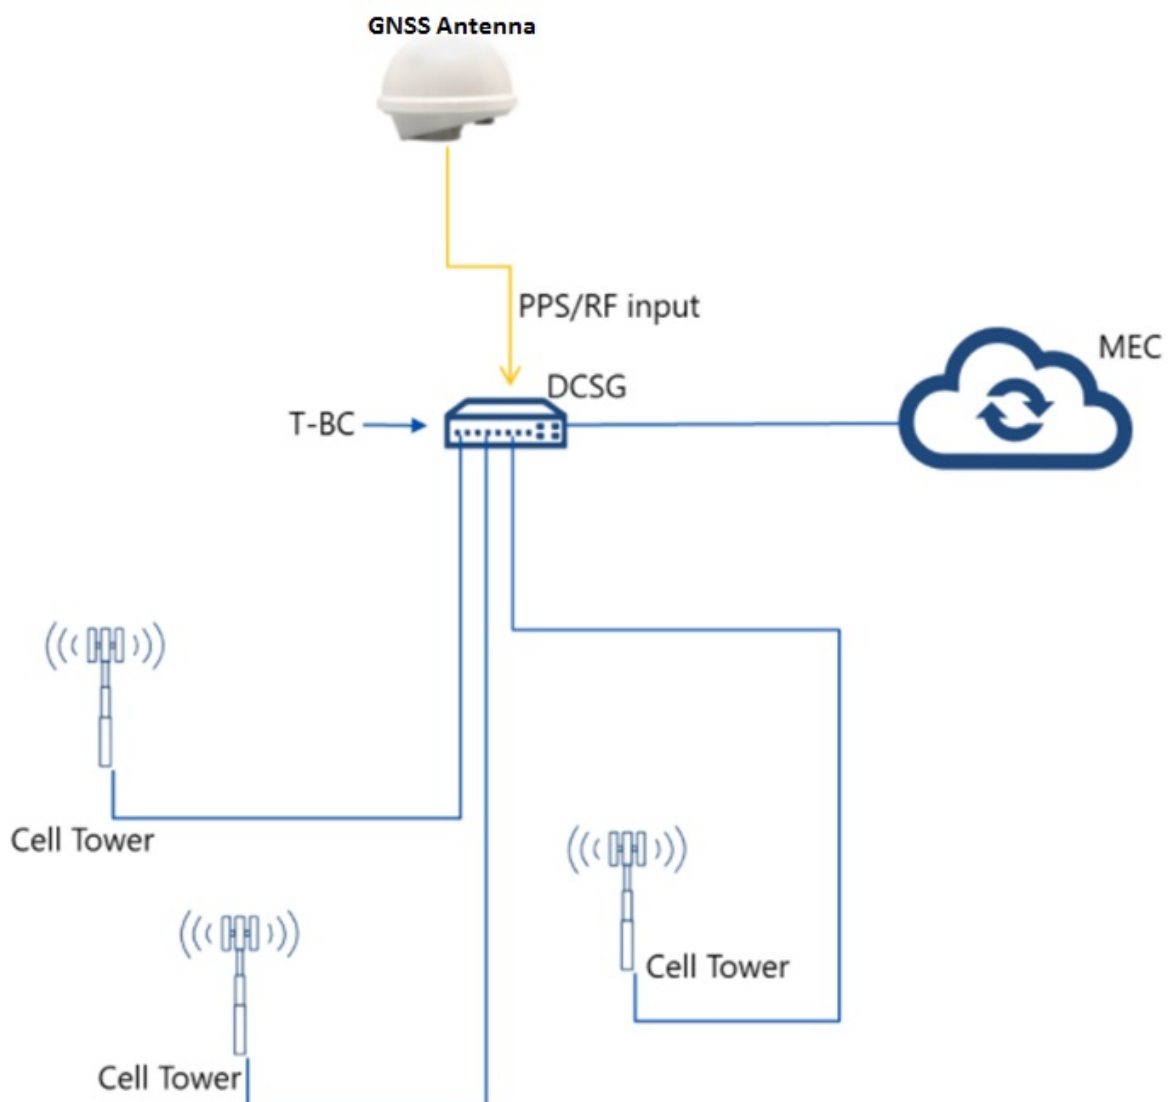 GNSS Antenna
PPS/RF input
MEC
DCSG
T-BC
Cell Tower
Cell Tower
Cell Tower